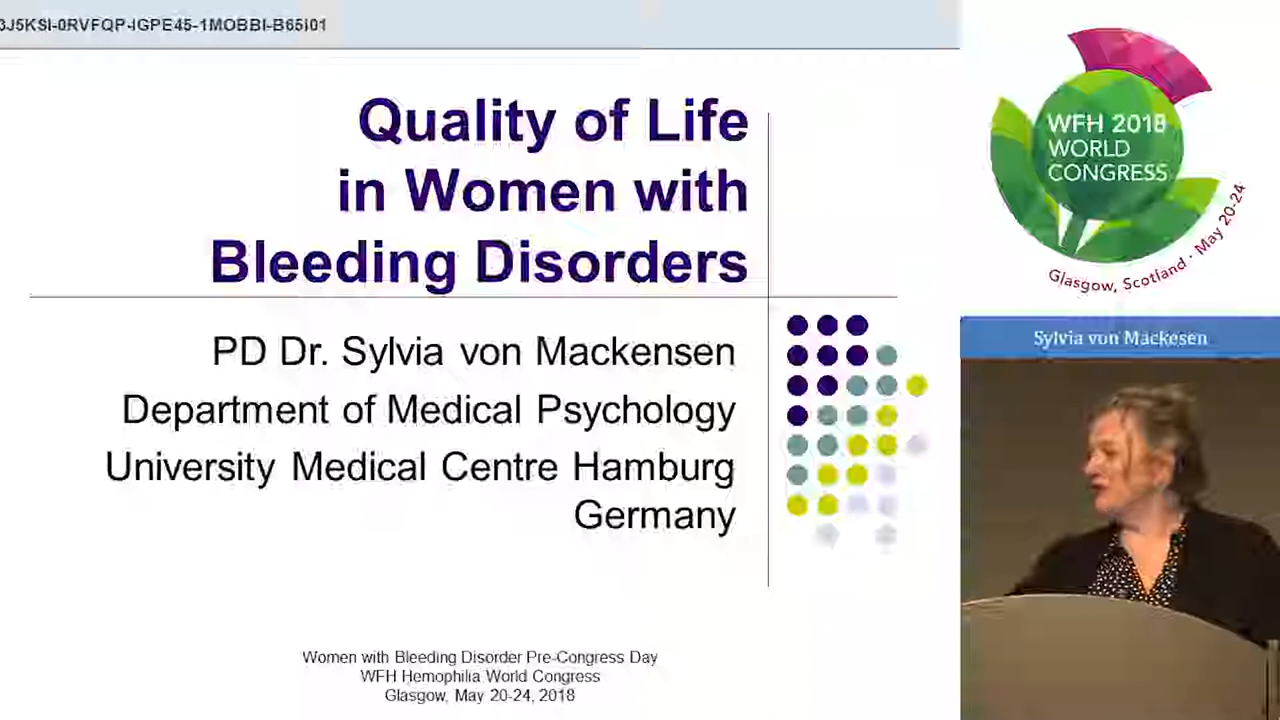 3J5KSI-0RVFQP-IGPE45-1MOBBI-B65I01
Quality of Life
in Women with
Bleeding Disorders
PD Dr. Sylvia von Mackensen
Department of Medical Psychology
University Medical Centre Hamburg
Germany
Women with Bleeding Disorder Pre-Congress Day
WFH Hemophilia World Congress
Glasgow, May 20-24, 2018
WFH 2018
WORLD
CONGRESS
Glasgow, Scotland · May 20-24
Sylvia von Mackesen